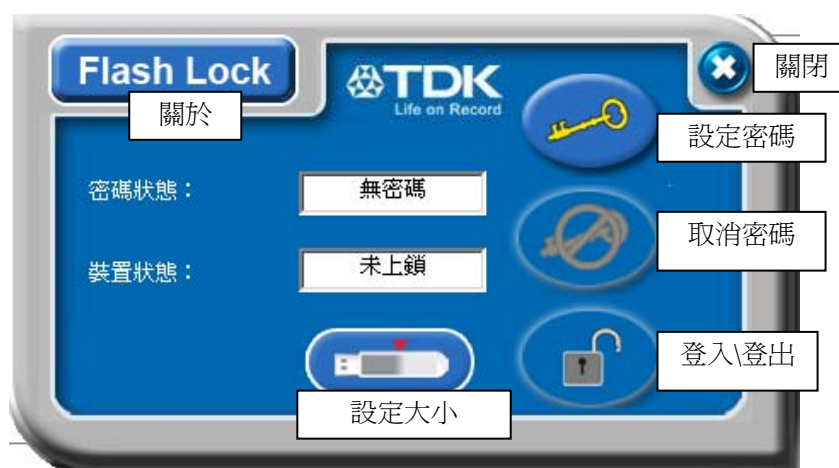 Flash Lock
關於
TDK
Life on Record
關閉
設定密碼
密碼狀態：
無密碼
取消密碼
裝置狀態：
未上鎖
登入\登出
設定大小